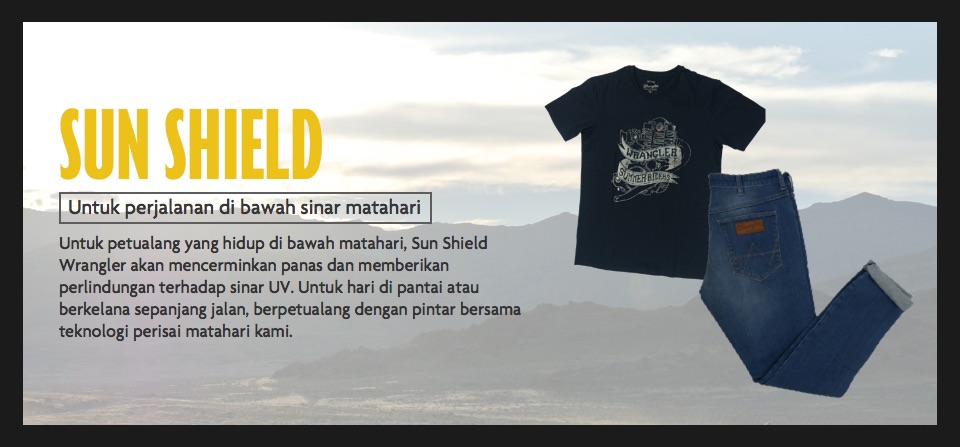 SUN SHIELD
Untuk perjalanan di bawah sinar matahari
Untuk petualang yang hidup di bawah matahari, Sun Shield
Wrangler akan mencerminkan panas dan memberikan
perlindungan terhadap sinar UV. Untuk hari di pantai atau
berkelana sepanjang jalan, berpetualang dengan pintar bersama
teknologi perisai matahari kami.
WRANGLER
SUMMER RIDERS